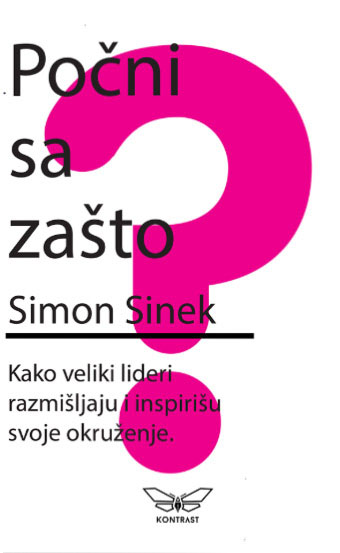 Počni
sa
zašto
Simon Sinek
Kako veliki lideri
razmišljaju i inspirišu
svoje okruženje.
KONTRAST